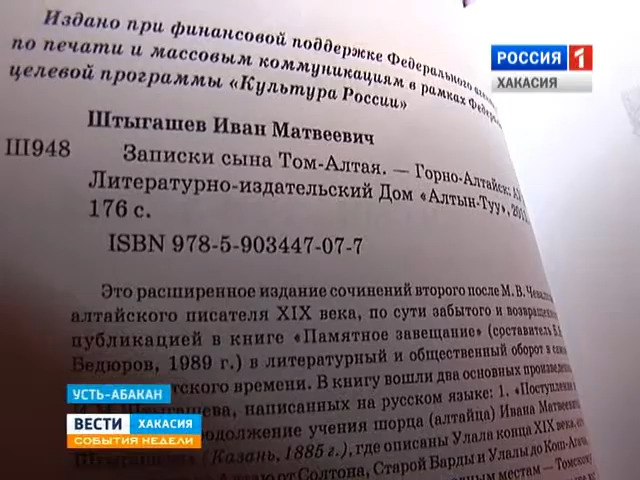 Издано при финансовой поддержке Федерального
по печати и массовым коммуникациям в рамках
целевой программы «Культура России»
РОССИЯ 1
ХАКАСИЯ
Штыгашев Иван Матвеевич
Ш948
Записки сына Том-Алтая. — Горно-Алтайск:
Литературно-издательский Дом «Алтын-Туу»,
176 с.
ISBN 978-5-903447-07-7
Это расширенное издание сочинений второго после М. В.
алтайского писателя XIX века, по сути забытого и
публикацией в книге «Памятное завещание» (составитель
Бедюров, 1989 г.) в литературный и общественный оборот в
времени. В книгу вошли два основных
написанных на русском языке: 1. «Поступление
учения шорца (алтайца) Ивана
(Казань, 1885 г.), где описаны Улала конца XIX века,
от Солтона, Старой Барды и Улалы до
местам —
УСТЬ-АБАКАН
ВЕСТИ ХАКАСИЯ
СОБЫТИЯ НЕДЕЛИ